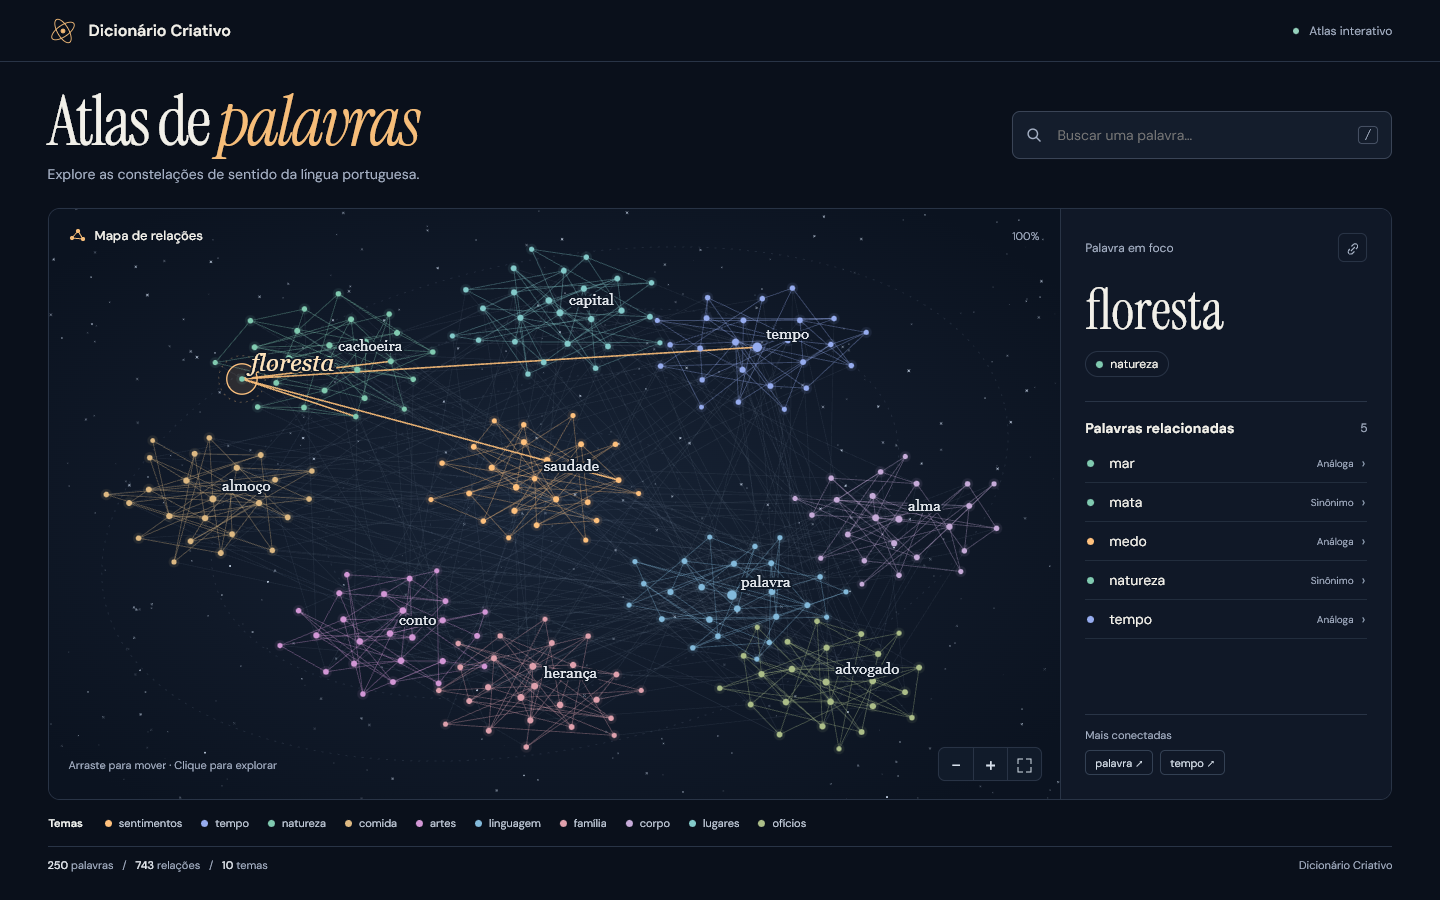 Dicionário Criativo
Atlas interativo
Atlas de palavras
Explore as constelações de sentido da língua portuguesa.
Buscar uma palavra...
/
Mapa de relações
100%
capital
tempo
cachoeira
floresta
saudade
almoço
alma
palavra
conto
herança
advogado
Arraste para mover · Clique para explorar
−
+
Palavra em foco
floresta
natureza
Palavras relacionadas 5
mar Análoga ›
mata Sinônimo ›
medo Análoga ›
natureza Sinônimo ›
tempo Análoga ›
Mais conectadas
palavra ↗ tempo ↗
Temas sentimentos tempo natureza comida artes linguagem família corpo lugares ofícios
250 palavras / 743 relações / 10 temas
Dicionário Criativo